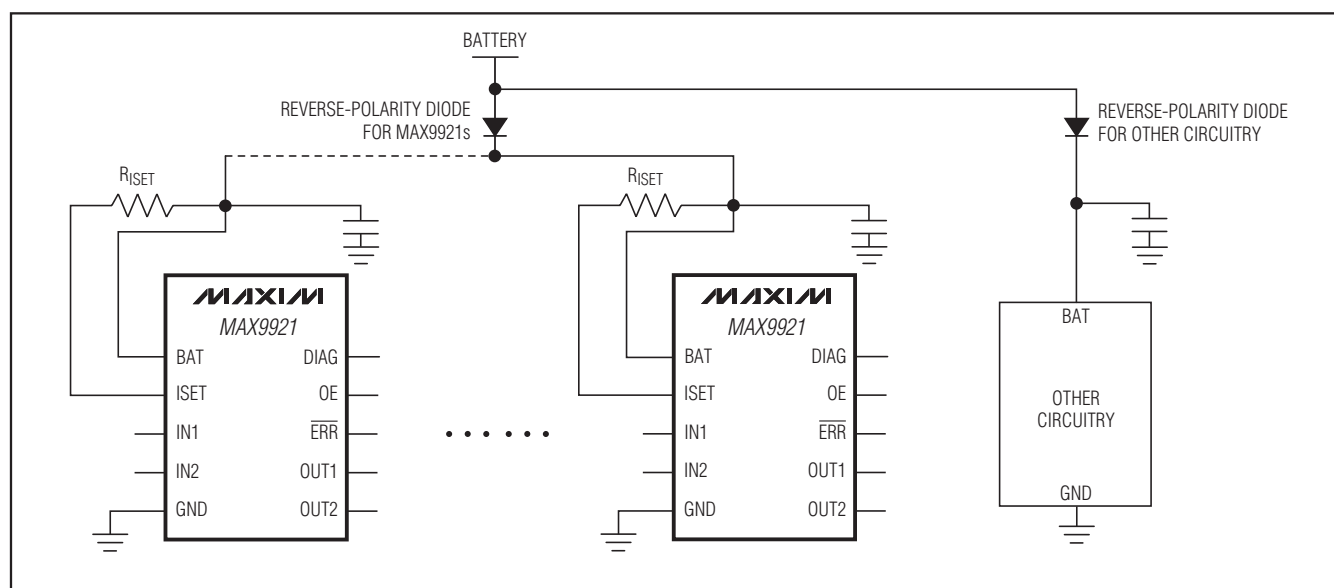 BATTERY
REVERSE-POLARITY DIODE
FOR MAX9921s
REVERSE-POLARITY DIODE
FOR OTHER CIRCUITRY
RISET
RISET
MAXIM
MAX9921
BAT
DIAG
ISET
OE
IN1
ERR
IN2
OUT1
GND
OUT2
MAXIM
MAX9921
BAT
DIAG
ISET
OE
IN1
ERR
IN2
OUT1
GND
OUT2
BAT
OTHER
CIRCUITRY
GND